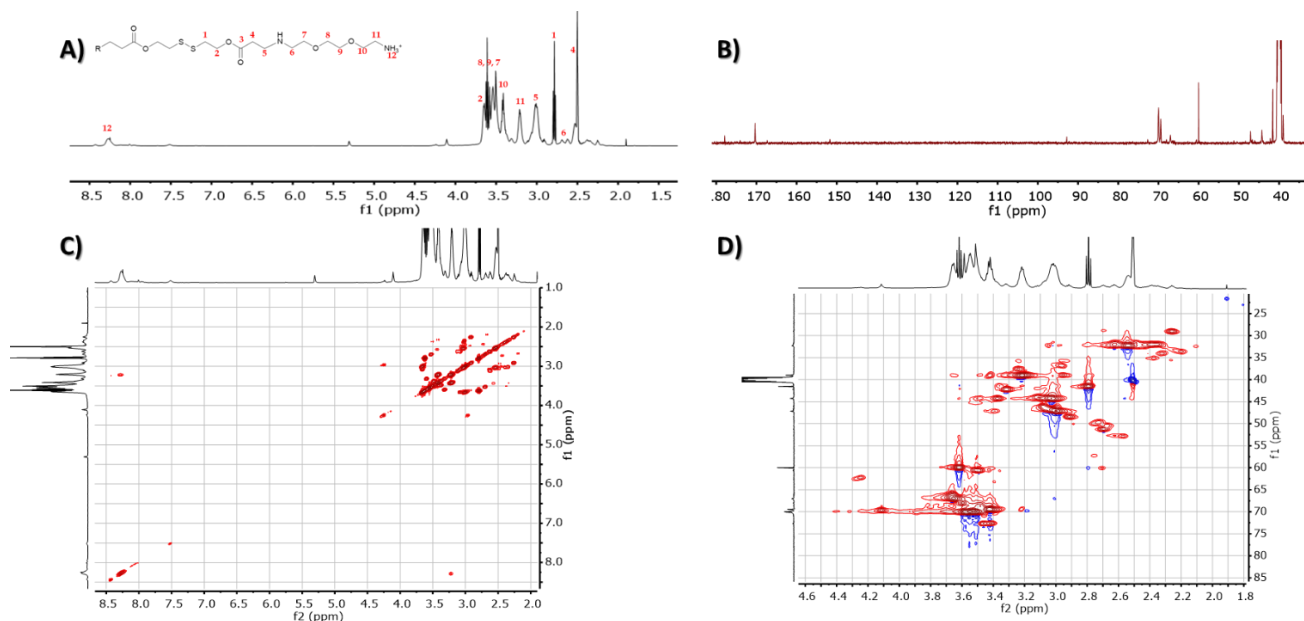 A)
R
O
O
S
S
1
2
O
3
O
4
5
H
N
6
7
O
8
9
O
10
11
NH3+
12
12
2
8, 9, 7
10
11
5
6
1
4
8.5 8.0 7.5 7.0 6.5 6.0 5.5 5.0 4.5 4.0 3.5 3.0 2.5 2.0 1.5
f1 (ppm)
B)
180 170 160 150 140 130 120 110 100 90 80 70 60 50 40
f1 (ppm)
C)
1.0
2.0
3.0
4.0
5.0
6.0
7.0
8.0
f1 (ppm)
8.5 8.0 7.5 7.0 6.5 6.0 5.5 5.0 4.5 4.0 3.5 3.0 2.5 2.0
f2 (ppm)
D)
25
30
35
40
45
50
55
60
65
70
75
80
85
f1 (ppm)
4.6 4.4 4.2 4.0 3.8 3.6 3.4 3.2 3.0 2.8 2.6 2.4 2.2 2.0 1.8
f2 (ppm)